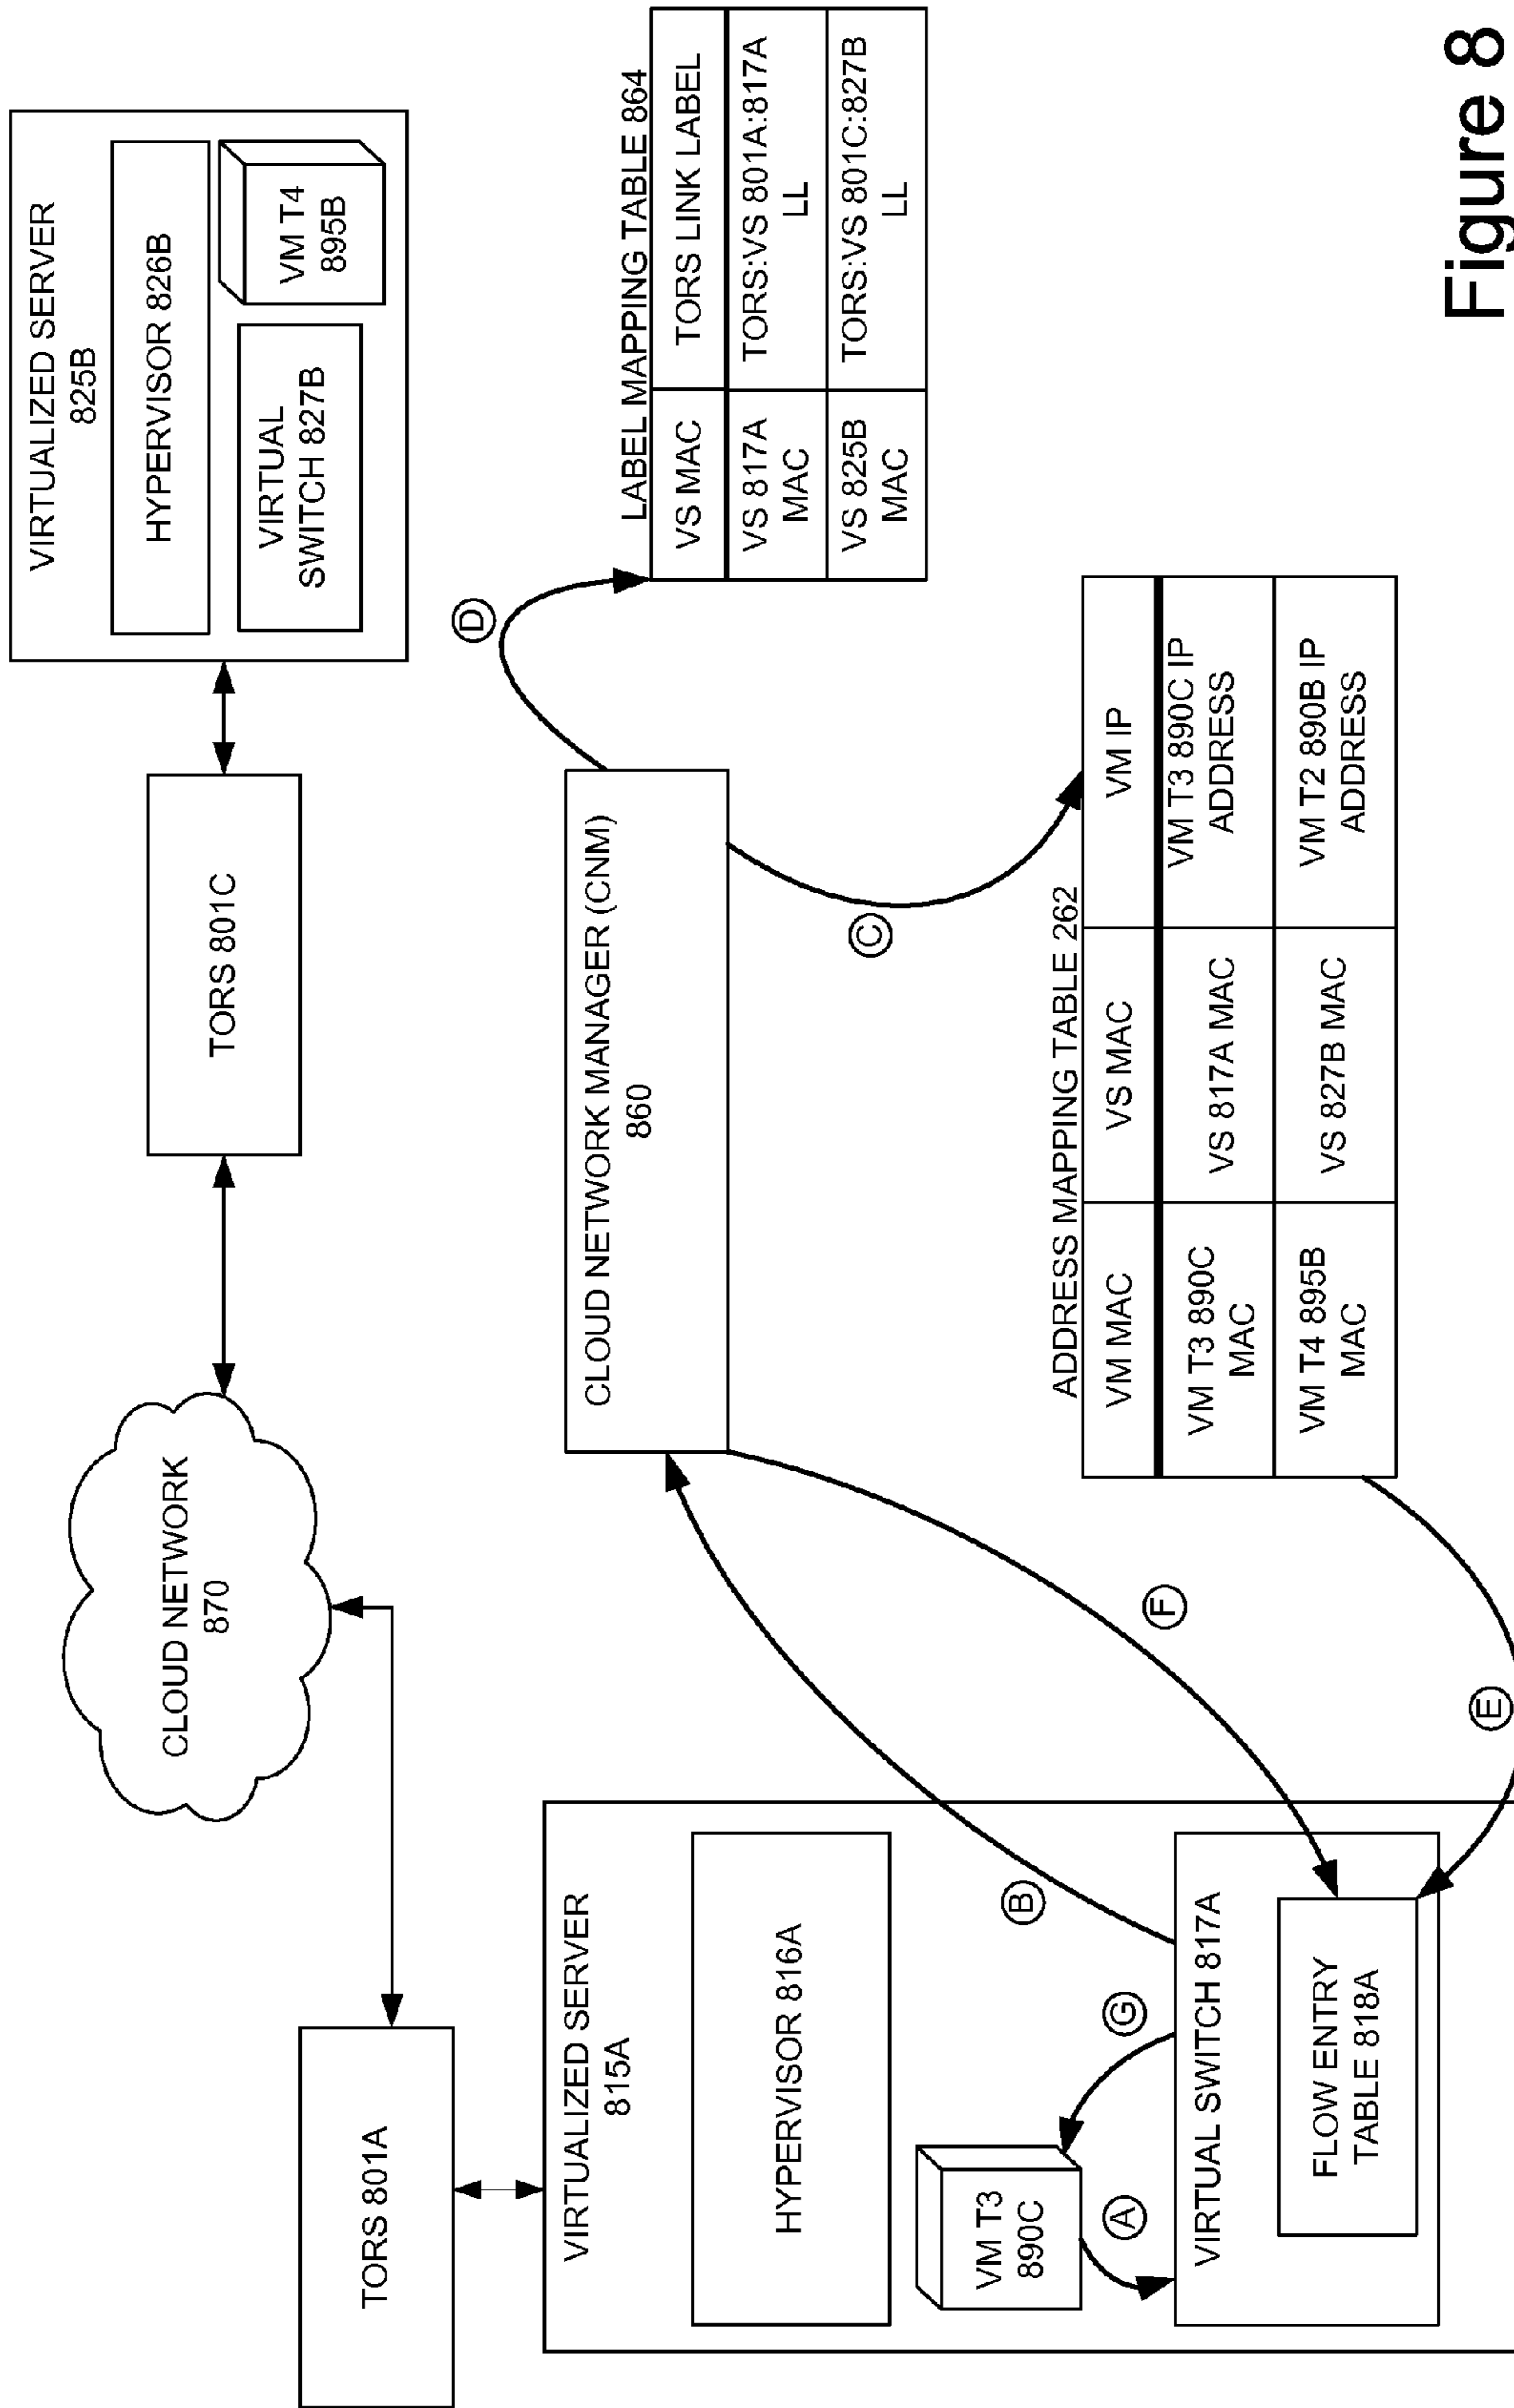 TORS 801A
CLOUD NETWORK
870
TORS 801C
VIRTUALIZED SERVER
825B
HYPERVISOR 826B
VIRTUAL
SWITCH 827B
VM T4
895B
VIRTUALIZED SERVER
815A
HYPERVISOR 816A
VM T3
890C
A
G
VIRTUAL SWITCH 817A
FLOW ENTRY
TABLE 818A
B
F
E
CLOUD NETWORK MANAGER (CNM)
860
C
D
ADDRESS MAPPING TABLE 262
VM MAC
VS MAC
VM IP
VM T3 890C
MAC
VS 817A MAC
VM T3 890C IP
ADDRESS
VM T4 895B
MAC
VS 827B MAC
VM T2 890B IP
ADDRESS
LABEL MAPPING TABLE 864
VS MAC
TORS LINK LABEL
VS 817A
MAC
TORS:VS 801A:817A
LL
VS 825B
MAC
TORS:VS 801C:827B
LL
Figure 8